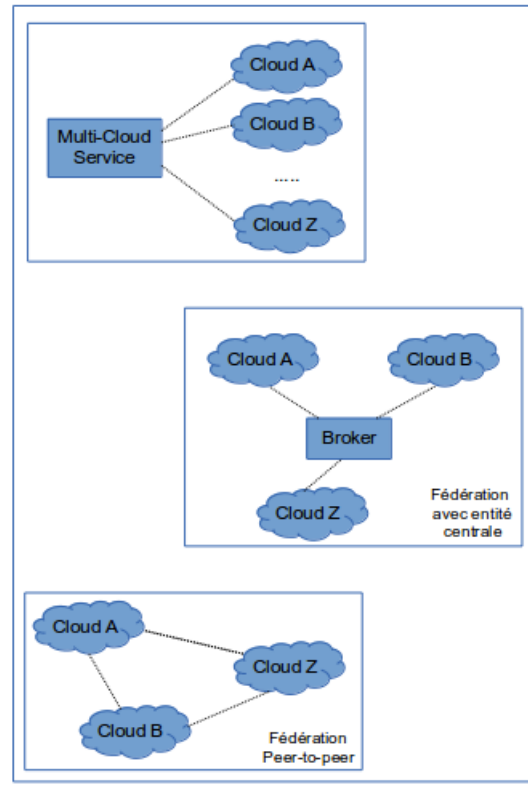 Cloud A
Multi-Cloud
Service
Cloud B
.....
Cloud Z
Cloud A
Cloud B
Broker
Cloud Z
Fédération
avec entité
centrale
Cloud A
Cloud Z
Cloud B
Fédération
Peer-to-peer